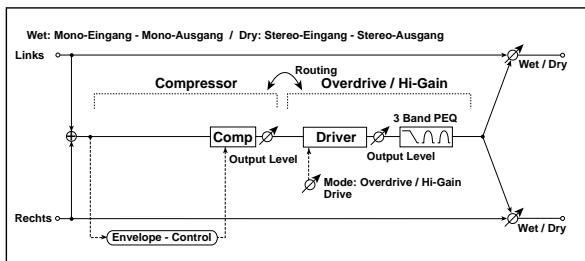 Wet: Mono-Eingang - Mono-Ausgang / Dry: Stereo-Eingang - Stereo-Ausgang
Links
Wet / Dry
Routing
Compressor
Overdrive / Hi-Gain
3 Band PEQ
Comp
Driver
Output Level
Output Level
Mode: Overdrive / Hi-Gain
Drive
Rechts
Wet / Dry
Envelope - Control